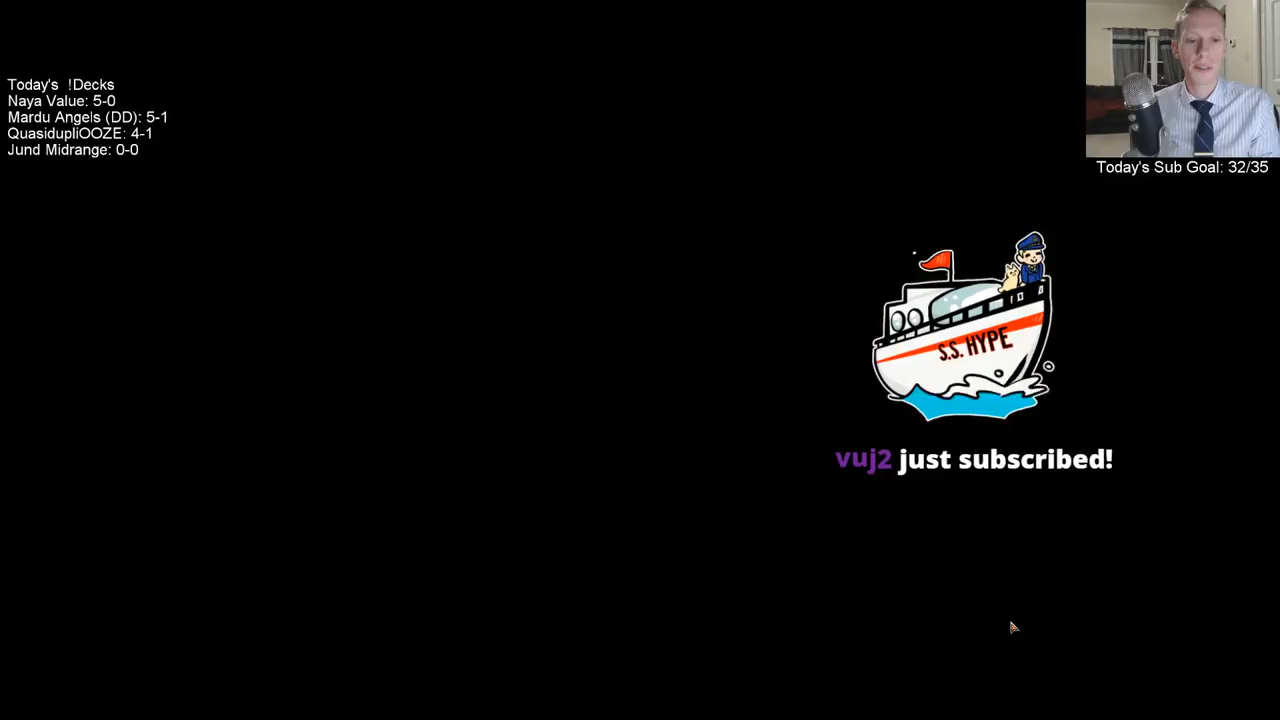 Today's !Decks
Naya Value: 5-0
Mardu Angels (DD): 5-1
QuasidupliOOZE: 4-1
Jund Midrange: 0-0
Today's Sub Goal: 32/35
S.S. HYPE
vuj2 just subscribed!